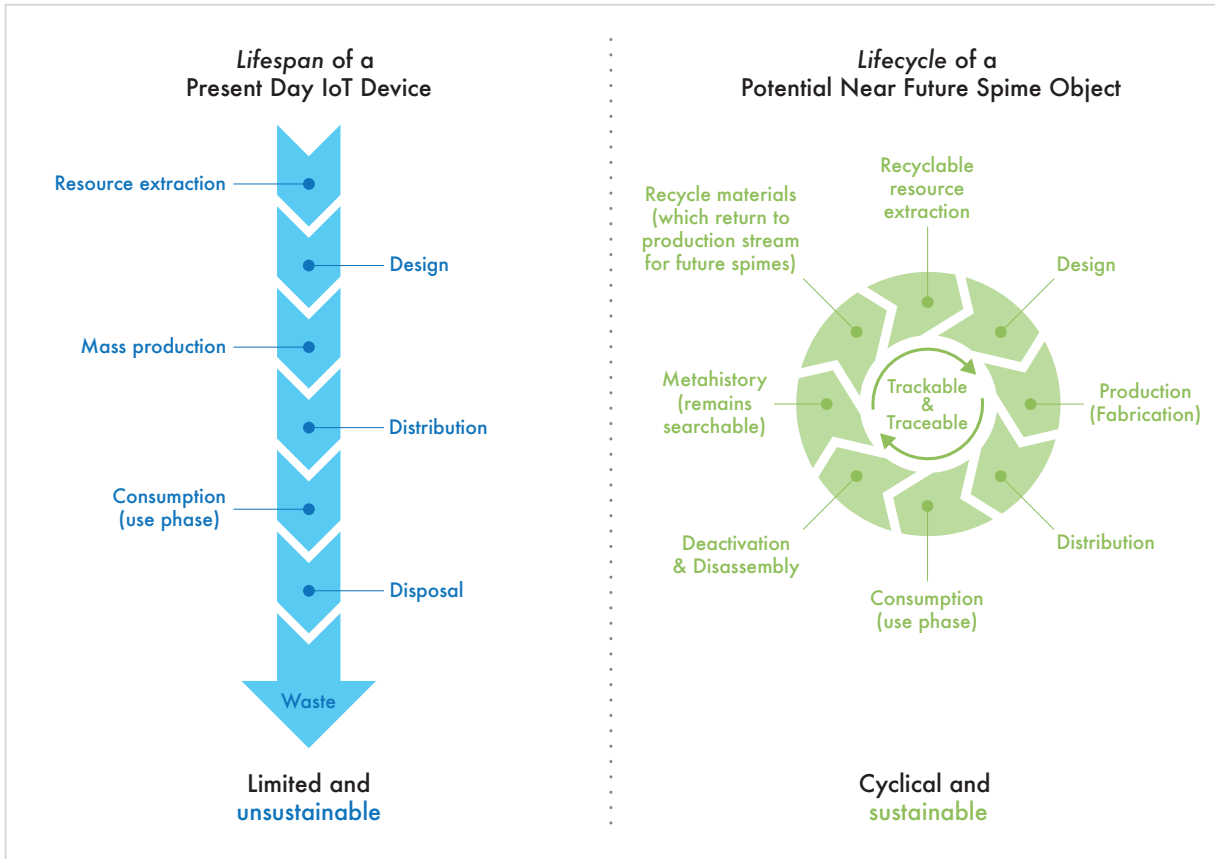 Lifespan of a
Present Day IoT Device
Resource extraction
Design
Mass production
Distribution
Consumption
(use phase)
Disposal
Waste
Limited and
unsustainable
Lifecycle of a
Potential Near Future Spime Object
Recyclable
resource
extraction
Recycle materials
(which return to
production stream
for future spimes)
Design
Metahistory
(remains
searchable)
Trackable
&
Traceable
Production
(Fabrication)
Deactivation
& Disassembly
Distribution
Consumption
(use phase)
Cyclical and
sustainable